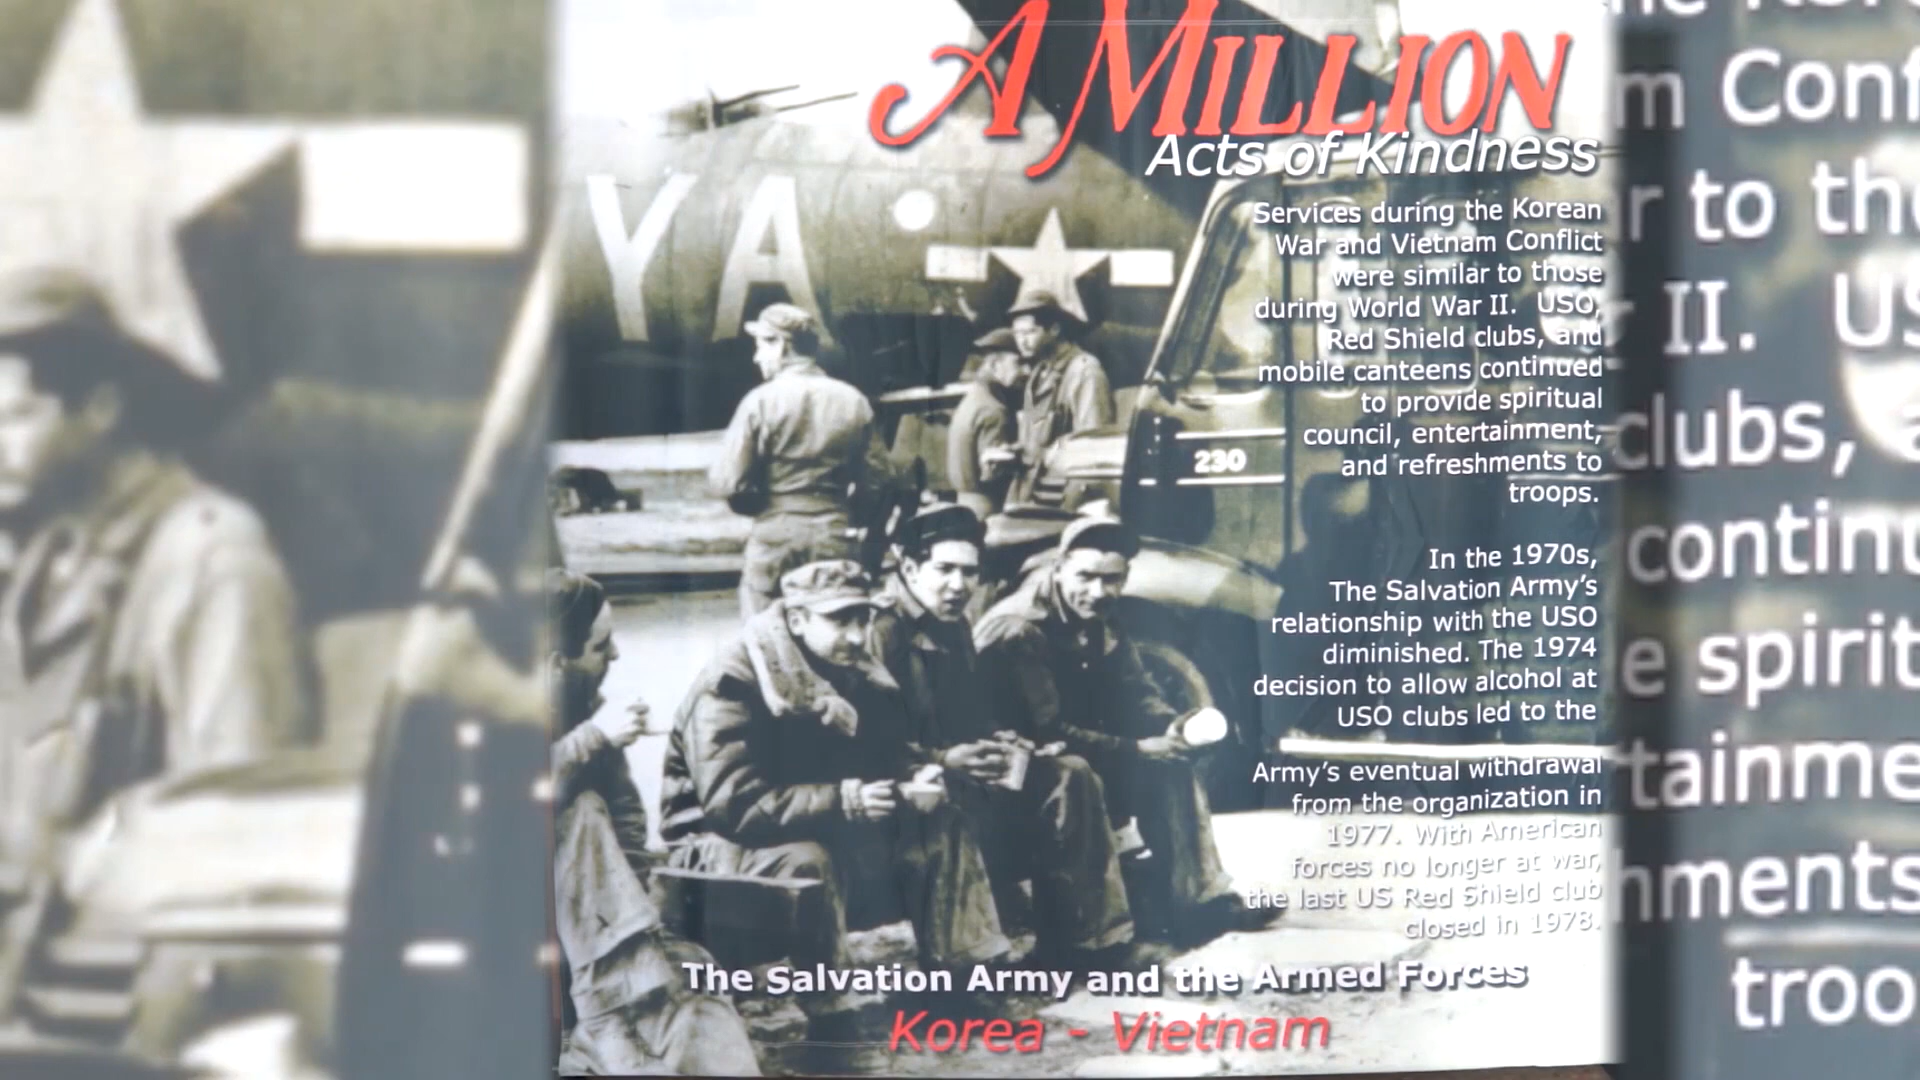 A MILLION
Acts of Kindness
YA
Services during the Korean
War and Vietnam Conflict
were similar to those
during World War II. USO,
Red Shield clubs, and
mobile canteens continued
to provide spiritual
council, entertainment,
and refreshments to
troops.
230
In the 1970s,
The Salvation Army's
relationship with the USO
diminished. The 1974
decision to allow alcohol at
USO clubs led to the
Army's eventual withdrawal
from the organization in
1977. With American
forces no longer at war,
the last US Red Shield club
closed in 1978.
The Salvation Army and the Armed Forces
Korea - Vietnam
m Conf
r to the
II. US
clubs, a
continu
e spirit
tainme
hments
troo